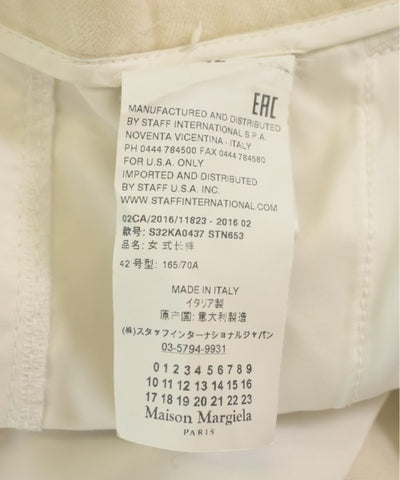 EAC
MANUFACTURED AND DISTRIBUTED
BY STAFF INTERNATIONAL S.P.A.
NOVENTA VICENTINA - ITALY
PH 0444 784500 FAX 0444 784580
FOR U.S.A. ONLY
IMPORTED AND DISTRIBUTED
BY STAFF U.S.A. INC.
WWW.STAFFINTERNATIONAL.COM
02CA/2016/11823 - 2016 02
款号: S32KA0437 STN653
品名: 女式长裤
42 号型: 165/70A
MADE IN ITALY
イタリア製
原产国: 意大利製造
(株)スタッフインターナショナルジャパン
03-5794-9931
0 1 2 3 4 5 6 7 8 9
10 11 12 13 14 15 16
17 18 19 20 21 22 23
Maison Margiela
PARIS